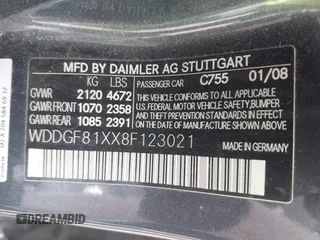 MFD BY DAIMLER AG STUTTGART
KG LBS PASSENGER CAR C755 01/08
GVWR 2120 4672
GAWR FRONT 1070 2358
GAWR REAR 1085 2391
THIS VEHICLE CONFORMS TO ALL APPLICABLE
U.S. FEDERAL MOTOR VEHICLE SAFETY, BUMPER,
AND THEFT PREVENTION STANDARDS IN EFFECT
ON THE DATE OF MANUFACTURE SHOWN ABOVE.
WDDGF81XX8F123021
MADE IN GERMANY
AutoBidMaster